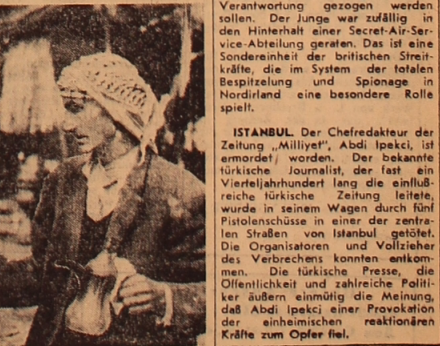 Verantwortung gezogen werden
sollen. Der Junge war zufällig in
den Hinterhalt einer Secret-Air-Ser-
vice-Abteilung geraten. Das ist eine
Sondereinheit der britischen Streit-
kräfte, die im System der totalen
Bespitzelung und Spionage in
Nordirland eine besondere Rolle
spielt.
ISTANBUL. Der Chefredakteur der
Zeitung „Milliyet", Abdi Ipekci, ist
ermordet worden. Der bekannte
türkische Journalist, der fast ein
Vierteljahrhundert lang die einfluß-
reiche türkische Zeitung leitete,
wurde in seinem Wagen durch fünf
Pistolenschüsse in einer der zentra-
len Straßen von Istanbul getötet.
Die Organisatoren und Vollzieher
des Verbrechens konnten entkom-
men. Die türkische Presse, die
Öffentlichkeit und zahlreiche Politi-
ker äußern einmütig die Meinung,
daß Abdi Ipekci einer Provokation
der einheimischen reaktionären
Kräfte zum Opfer fiel.